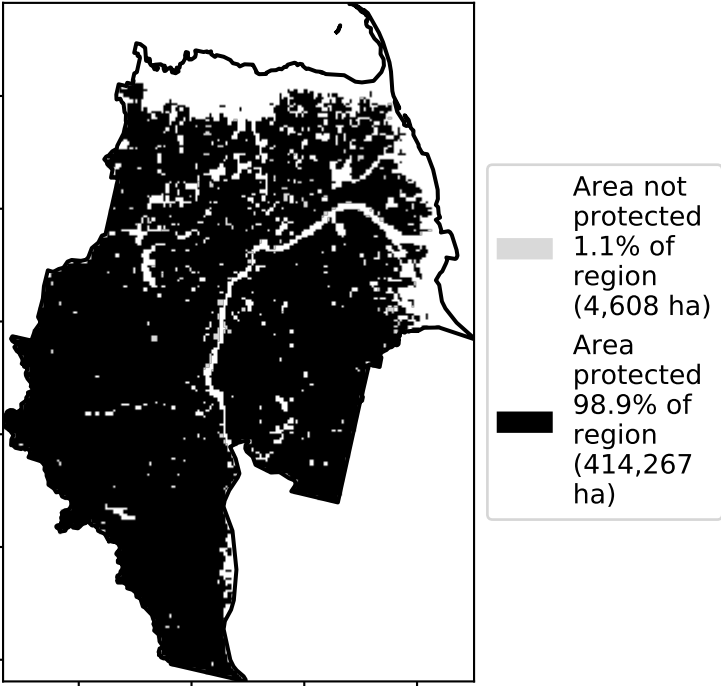 Area not
protected
1.1% of
region
(4,608 ha)
Area
protected
98.9% of
region
(414,267
ha)